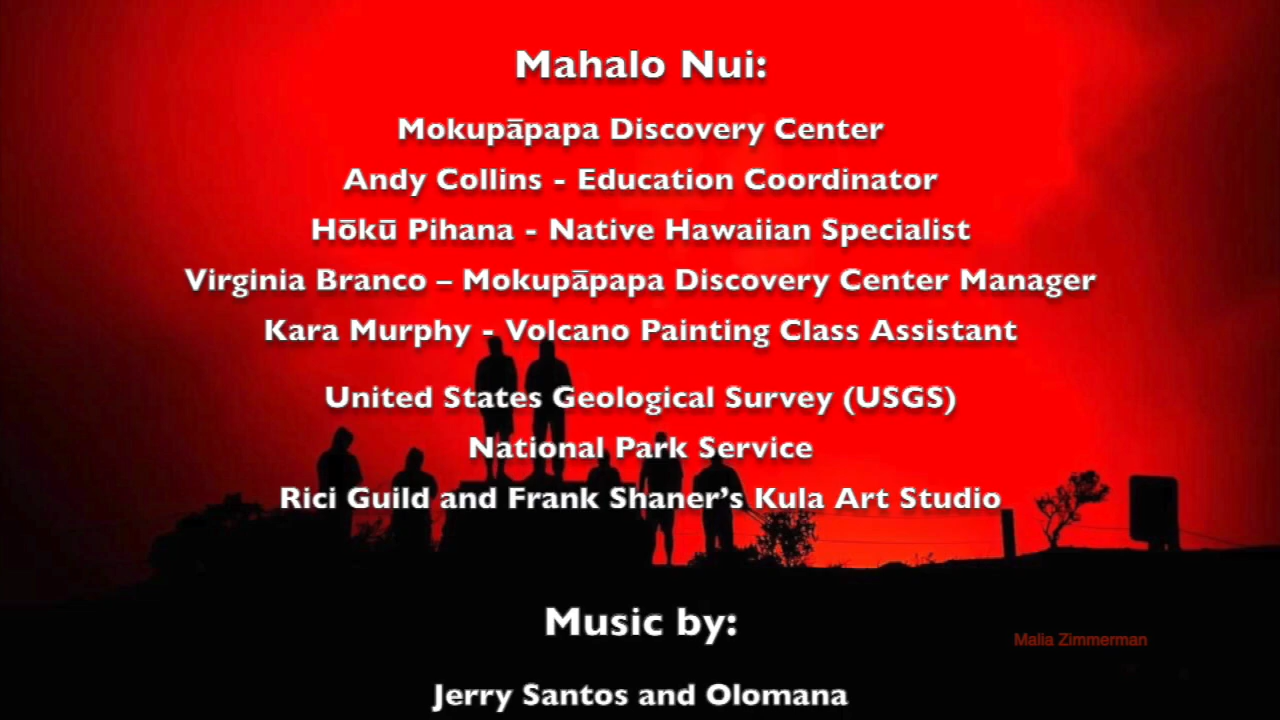 Mahalo Nui:
Mokupāpapa Discovery Center
Andy Collins - Education Coordinator
Hōkū Pihana - Native Hawaiian Specialist
Virginia Branco – Mokupāpapa Discovery Center Manager
Kara Murphy - Volcano Painting Class Assistant
United States Geological Survey (USGS)
National Park Service
Rici Guild and Frank Shaner’s Kula Art Studio
Music by:
Malia Zimmerman
Jerry Santos and Olomana